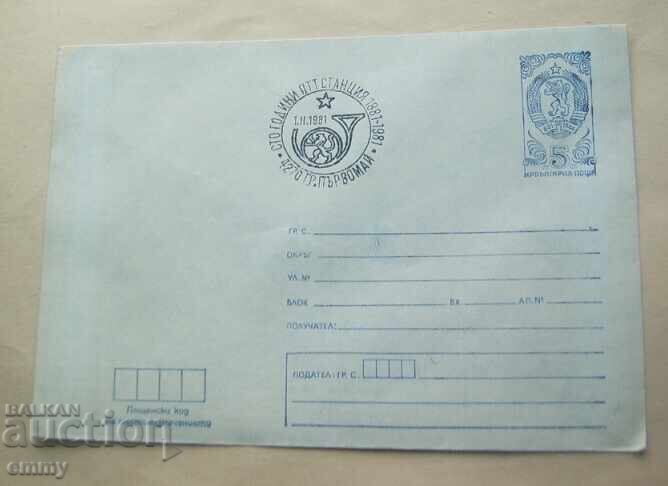 СТО ГОДИНИ ПТТ СТАНЦИЯ 1881-1981
1.II.1981
• 4270 ГР. ПЪРВОМАЙ •
5
НР БЪЛГАРИЯ ПОЩА
ГР. С.
ОКРЪГ
УЛ. №
БЛОК ВХ. АП. №
ПОЛУЧАТЕЛ:
ПОДАТЕЛ: ГР. С.
Пощенски код
BALKAN
auction
emmy